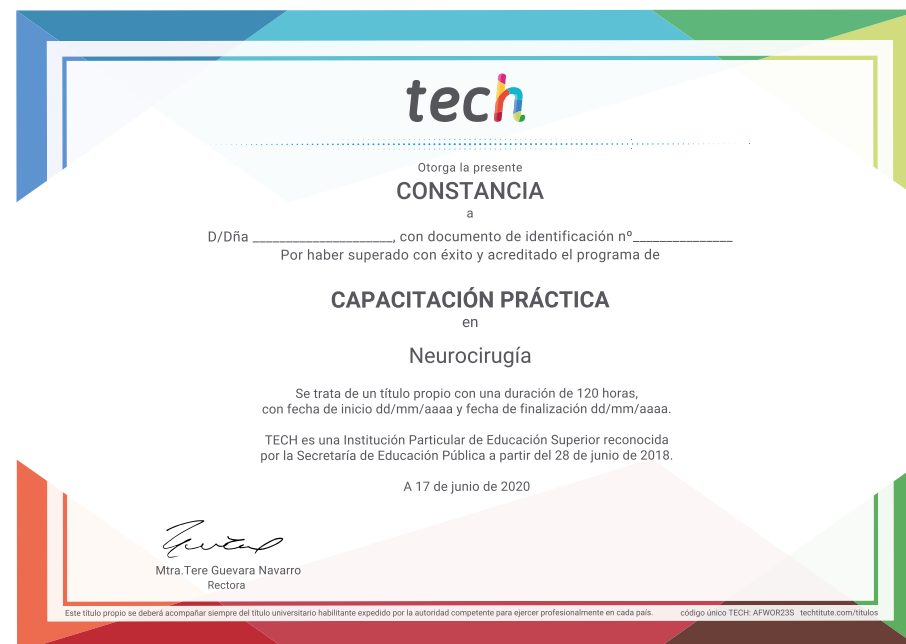 tech
Otorga la presente
CONSTANCIA
a
D/Dña ______________________, con documento de identificación nº________________
Por haber superado con éxito y acreditado el programa de
CAPACITACIÓN PRÁCTICA
en
Neurocirugía
Se trata de un título propio con una duración de 120 horas,
con fecha de inicio dd/mm/aaaa y fecha de finalización dd/mm/aaaa.
TECH es una Institución Particular de Educación Superior reconocida
por la Secretaría de Educación Pública a partir del 28 de junio de 2018.
A 17 de junio de 2020
Mtra.Tere Guevara Navarro
Rectora
Este título propio se deberá acompañar siempre del título universitario habilitante expedido por la autoridad competente para ejercer profesionalmente en cada país. código único TECH: AFWOR23S techtitute.com/titulos